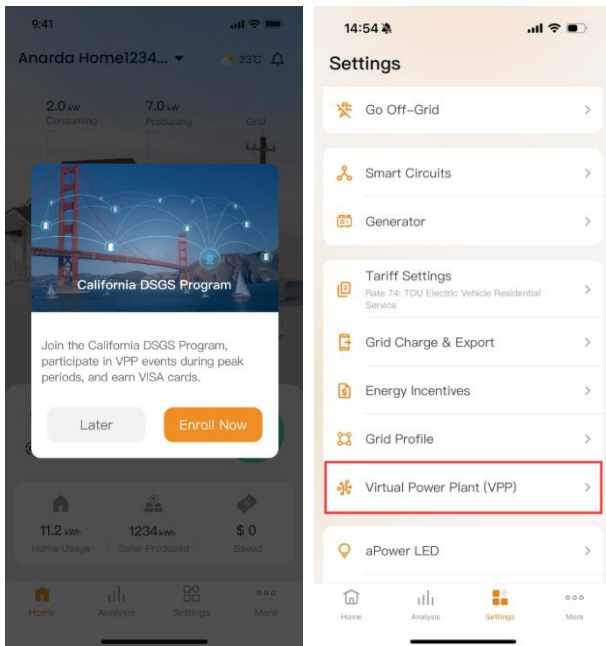 9:41
Anarda Home1234...
23°C
2.0 kW
7.0 kW
Consuming
Producing
Grid
California DSGS Program
Join the California DSGS Program,
participate in VPP events during peak
periods, and earn VISA cards.
Later
Enroll Now
11.2 kWh
1234 kWh
$ 0
Home Usage
Solar Produced
Saved
Home
Analysis
Settings
More
14:54
Settings
Go Off-Grid
Smart Circuits
Generator
Tariff Settings
Rate 74: TOU Electric Vehicle Residential
Service
Grid Charge & Export
Energy Incentives
Grid Profile
Virtual Power Plant (VPP)
aPower LED
Home
Analysis
Settings
More